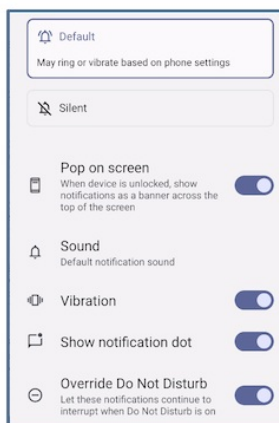 Default
May ring or vibrate based on phone settings
Silent
Pop on screen
When device is unlocked, show
notifications as a banner across the
top of the screen
Sound
Default notification sound
Vibration
Show notification dot
Override Do Not Disturb
Let these notifications continue to
interrupt when Do Not Disturb is on